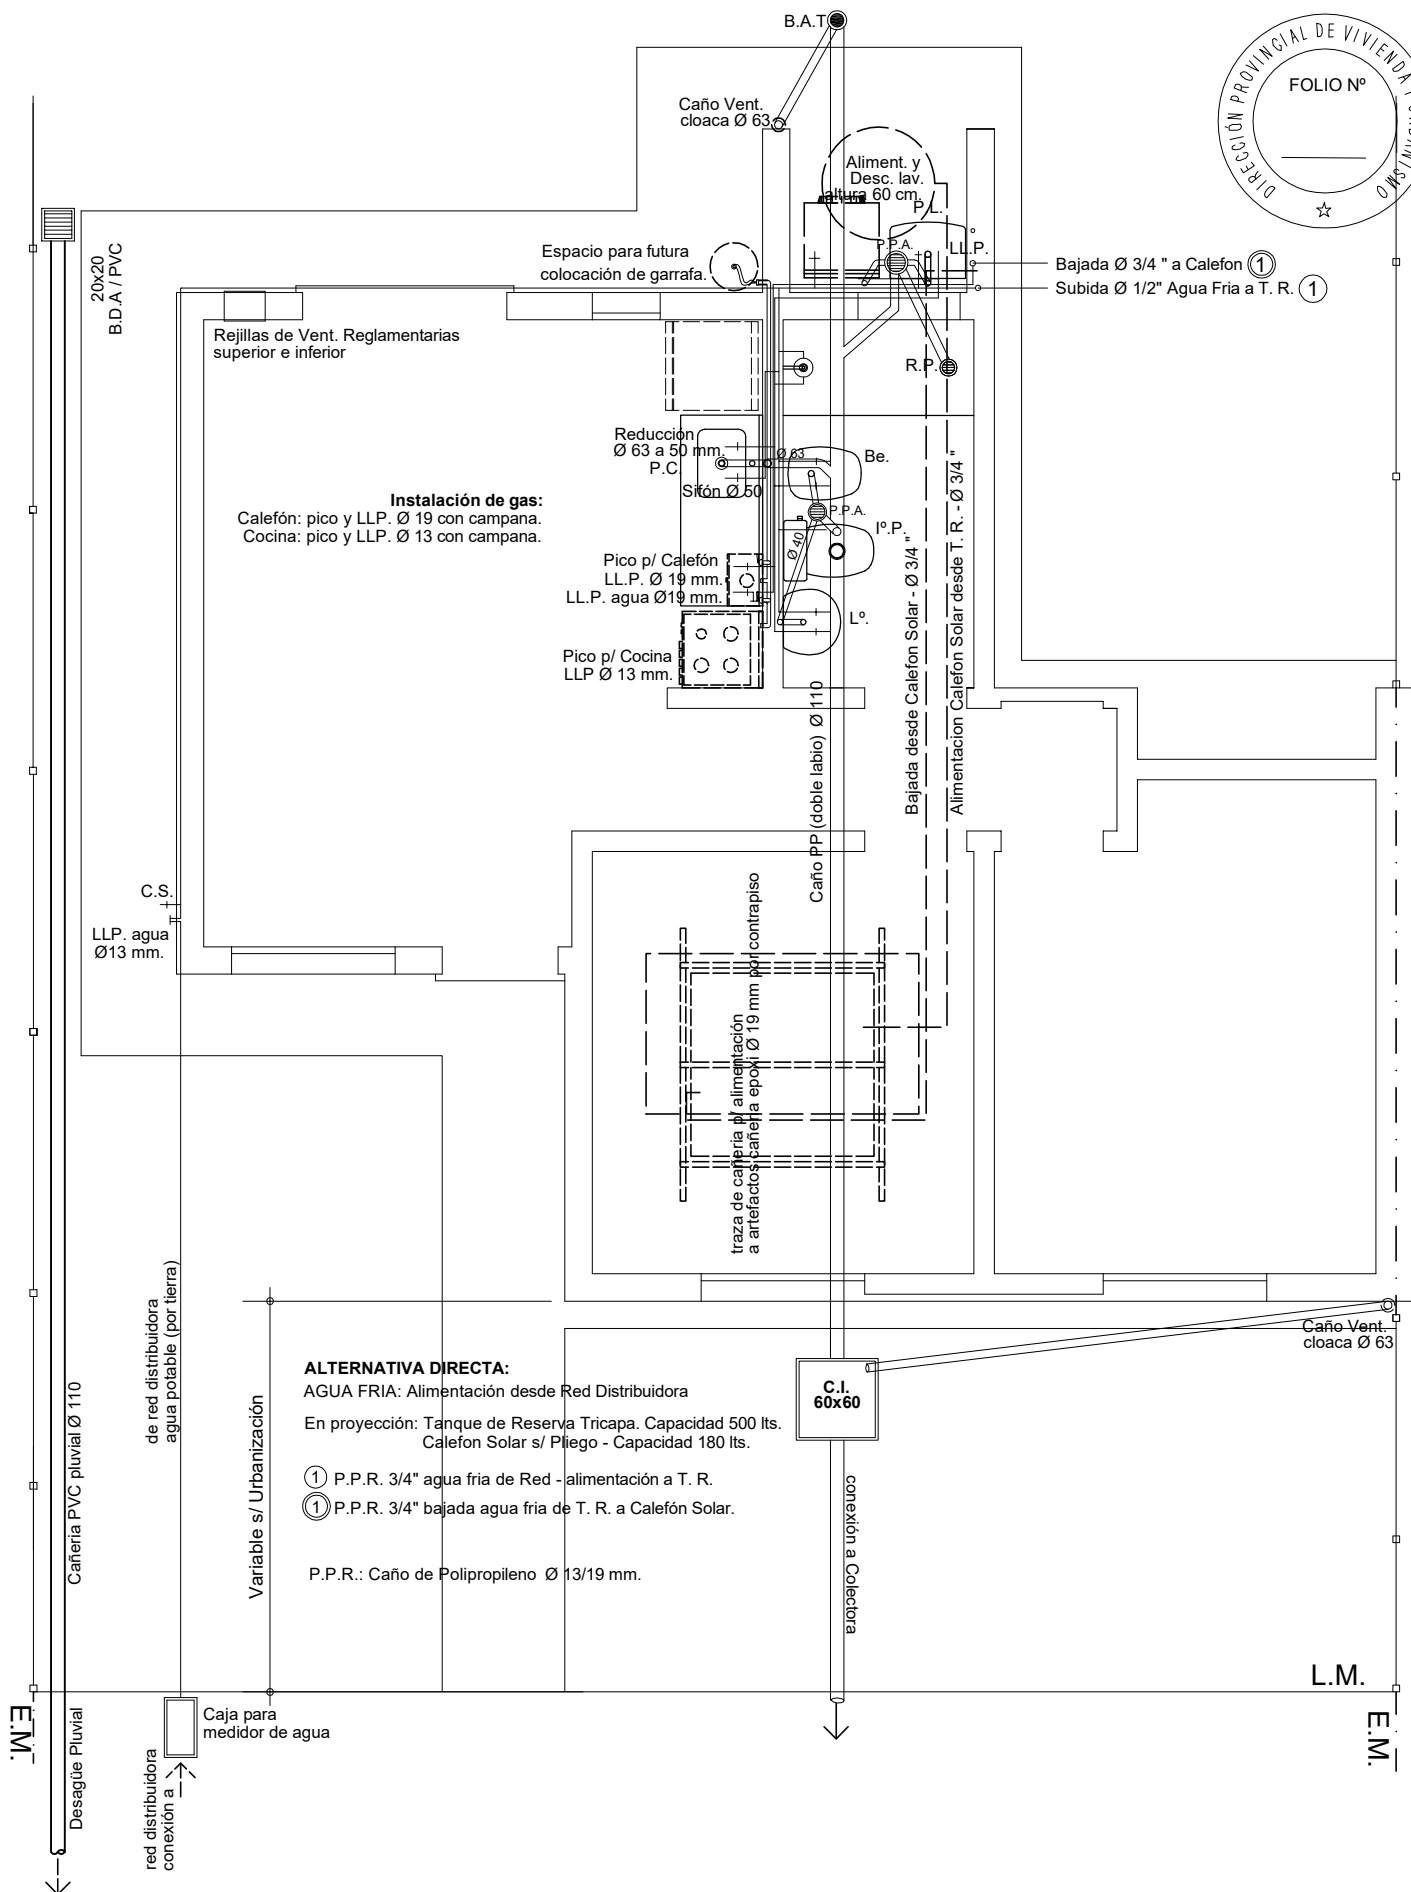 B.A.T
DIRECCIÓN PROVINCIAL DE VIVIENDA Y URBANISMO
FOLIO Nº
Caño Vent.
cloaca Ø 63
Aliment. y
Desc. lav.
altura 60 cm.
P.L.
P.P.A.
LL.P.
Espacio para futura
colocación de garrafa.
Bajada Ø 3/4 " a Calefon 1
Subida Ø 1/2" Agua Fria a T. R. 1
20x20
B.D.A / PVC
Rejillas de Vent. Reglamentarias
superior e inferior
R.P.
Reducción
Ø 63 a 50 mm.
P.C.
Ø 63
Be.
Sifón Ø 50
Instalación de gas:
Calefón: pico y LLP. Ø 19 con campana.
Cocina: pico y LLP. Ø 13 con campana.
P.P.A.
Iº.P.
Ø 40
Pico p/ Calefón
LL.P. Ø 19 mm.
LL.P. agua Ø19 mm.
Lº.
Pico p/ Cocina
LLP Ø 13 mm.
Caño PP (doble labio) Ø 110
Bajada desde Calefon Solar - Ø 3/4 "
Alimentacion Calefon Solar desde T. R. - Ø 3/4 "
C.S.
LLP. agua
Ø13 mm.
traza de cañeria p/ alimentación
a artefactos cañeria epoxi Ø 19 mm por contrapiso
de red distribuidora
agua potable (por tierra)
Caño Vent.
cloaca Ø 63
Cañeria PVC pluvial Ø 110
Variable s/ Urbanización
ALTERNATIVA DIRECTA:
AGUA FRIA: Alimentación desde Red Distribuidora
En proyección: Tanque de Reserva Tricapa. Capacidad 500 lts.
Calefon Solar s/ Pliego - Capacidad 180 lts.
1 P.P.R. 3/4" agua fria de Red - alimentación a T. R.
1 P.P.R. 3/4" bajada agua fria de T. R. a Calefón Solar.
P.P.R.: Caño de Polipropileno Ø 13/19 mm.
C.I.
60x60
conexión a Colectora
L.M.
E.M.
E.M.
Desagüe Pluvial
Caja para
medidor de agua
red distribuidora
conexión a